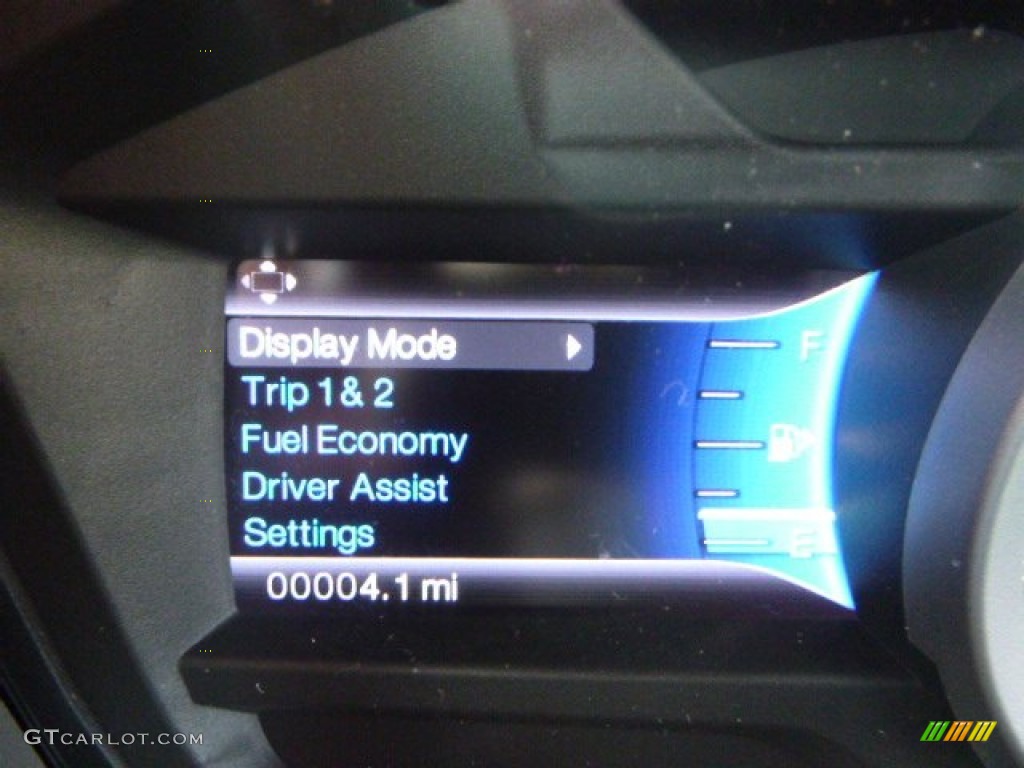 Display Mode
F
Trip 1 & 2
Fuel Economy
Driver Assist
Settings
E
00004.1 mi
GTCARLOT.COM